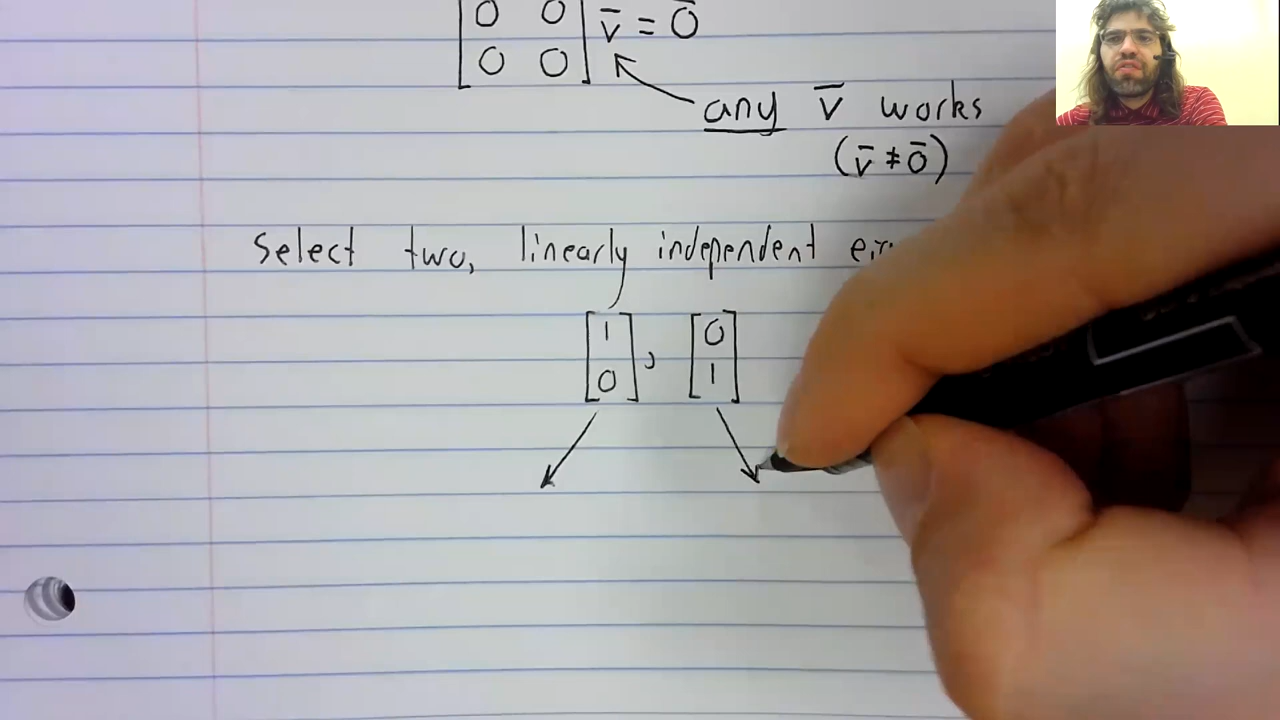 [0 0
0 0] v̄ = 0̄
any v̄ works
(v̄ ≠ 0̄)
Select two, linearly independent
[1
0], [0
1]